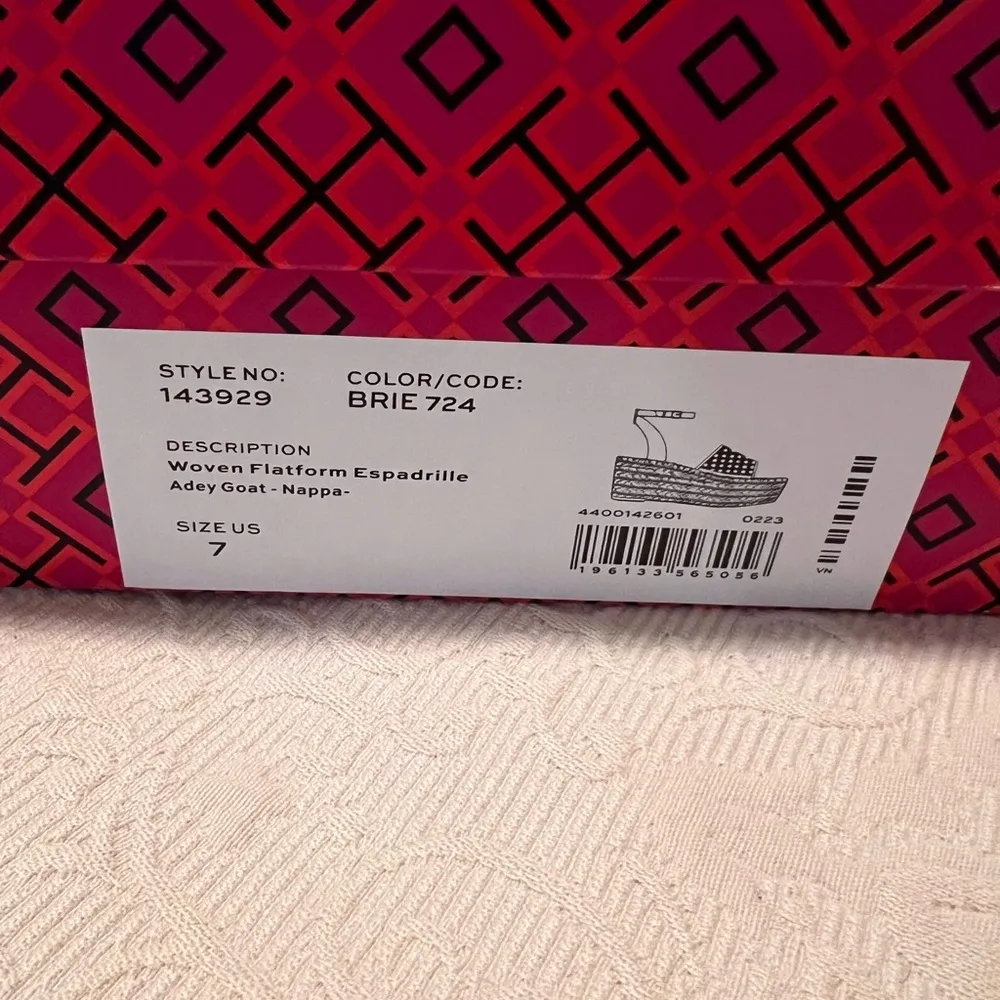 STYLE NO:
143929
COLOR/CODE:
BRIE 724
DESCRIPTION
Woven Flatform Espadrille
Adey Goat - Nappa-
SIZE US
7
4400142601 0223
196133565056
VN